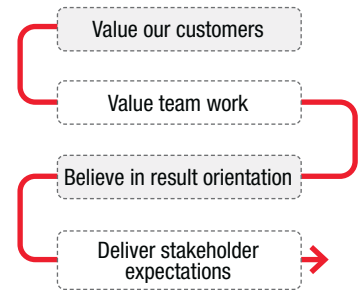 Value our customers
Value team work
Believe in result orientation
Deliver stakeholder
expectations